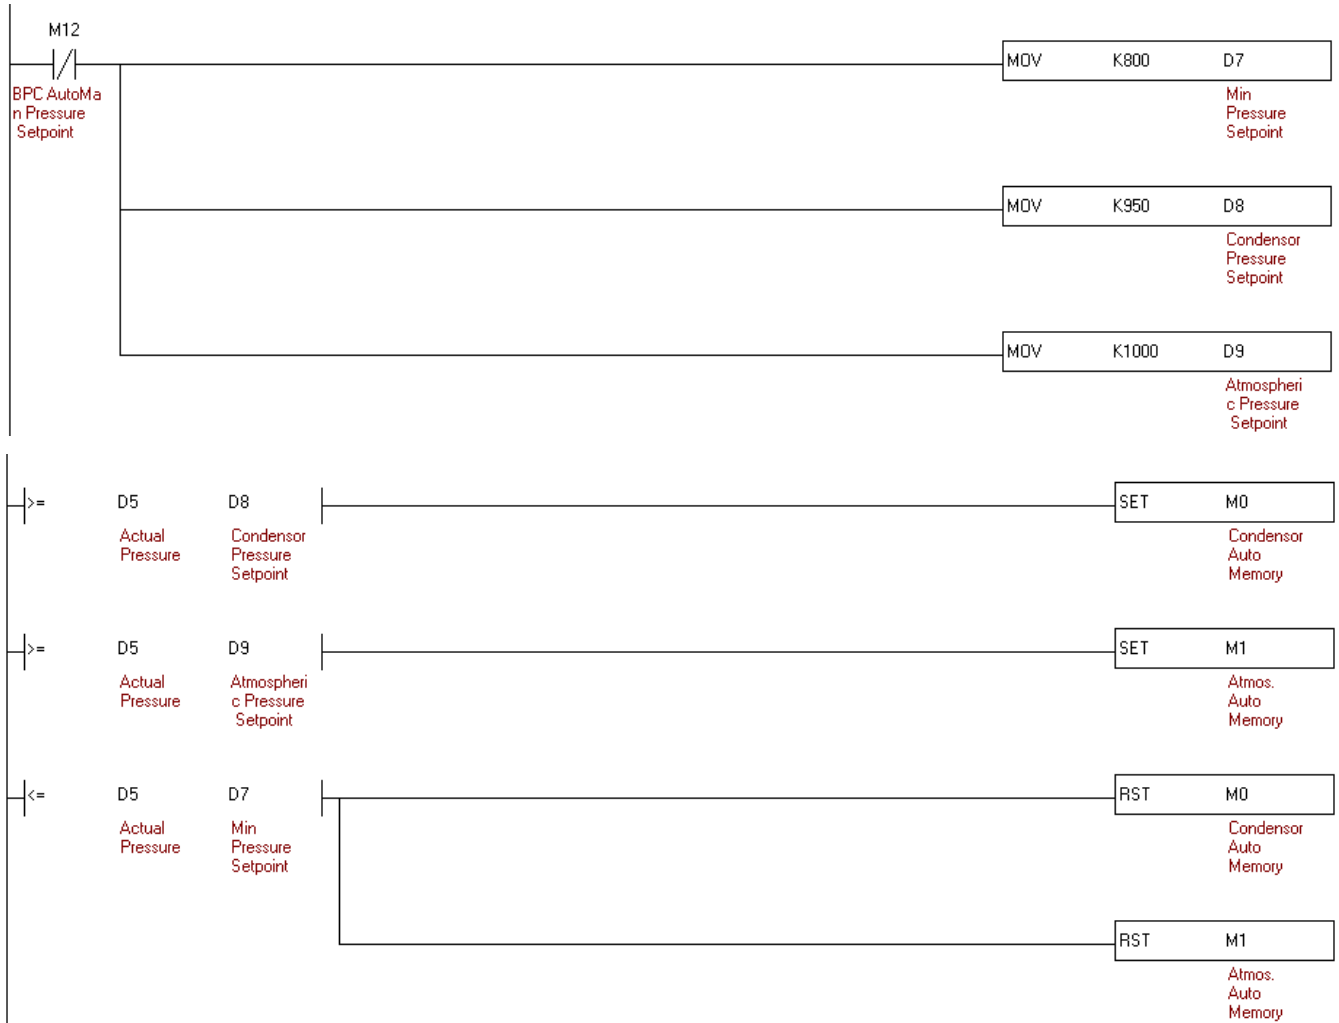 M12
BPC AutoMa
n Pressure
Setpoint
MOV K800 D7
Min
Pressure
Setpoint
MOV K950 D8
Condensor
Pressure
Setpoint
MOV K1000 D9
Atmospheri
c Pressure
Setpoint
>= D5 D8
Actual
Pressure
Condensor
Pressure
Setpoint
SET M0
Condensor
Auto
Memory
>= D5 D9
Actual
Pressure
Atmospheri
c Pressure
Setpoint
SET M1
Atmos.
Auto
Memory
<= D5 D7
Actual
Pressure
Min
Pressure
Setpoint
RST M0
Condensor
Auto
Memory
RST M1
Atmos.
Auto
Memory